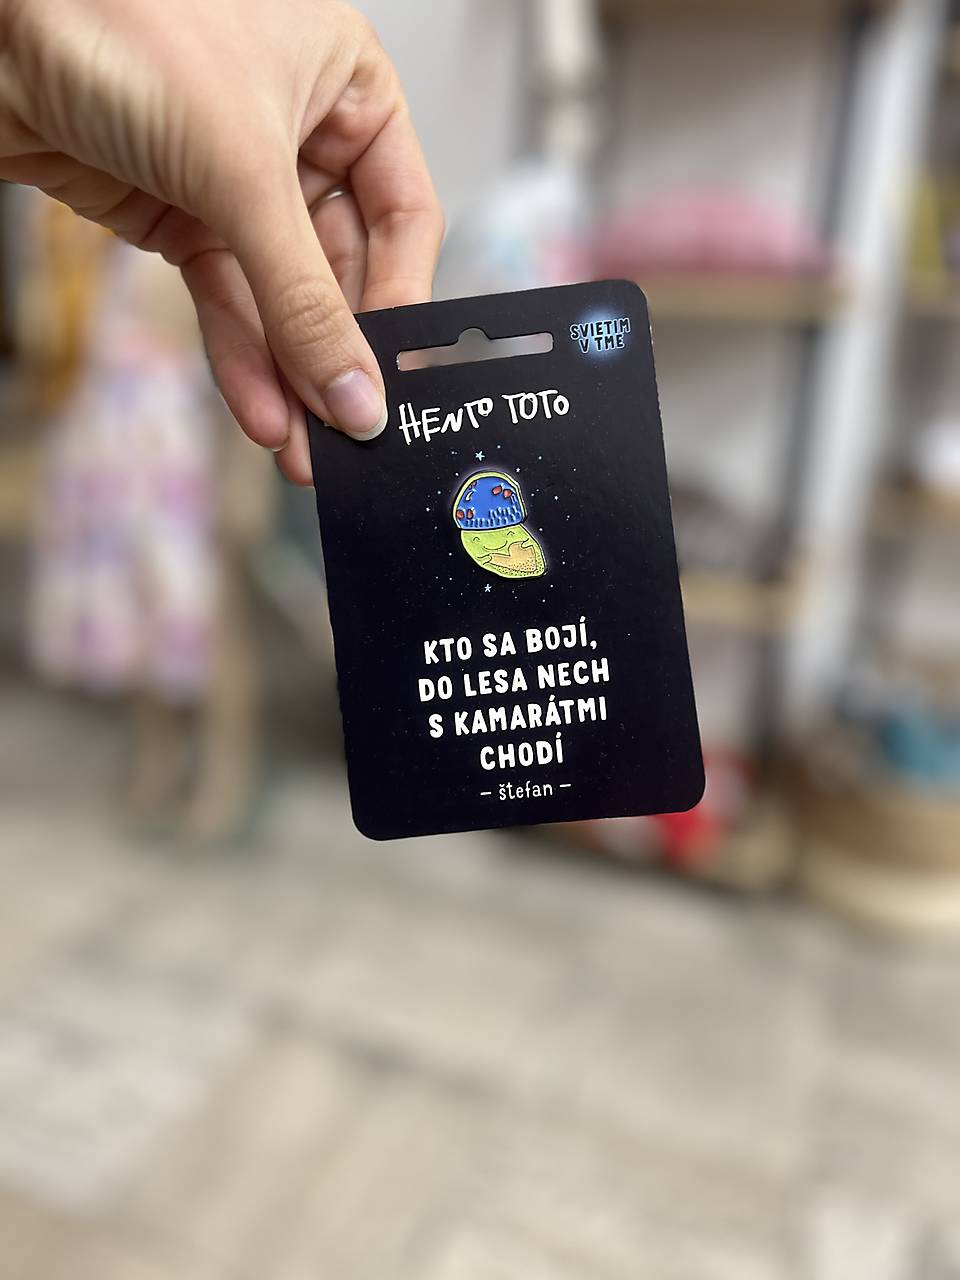 SVIETIM
V TME
HENTO TOTO
KTO SA BOJÍ,
DO LESA NECH
S KAMARÁTMI
CHODÍ
– štefan –